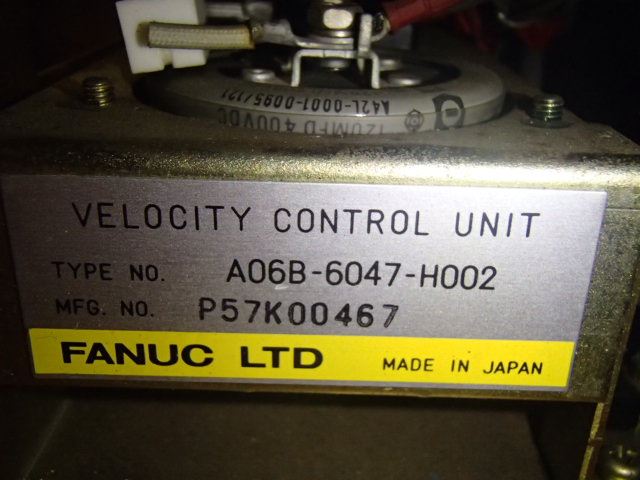 A42L-0001-0095/121
120MFD 400VDC
VELOCITY CONTROL UNIT
TYPE NO. A06B-6047-H002
MFG. NO. P57K00467
FANUC LTD MADE IN JAPAN